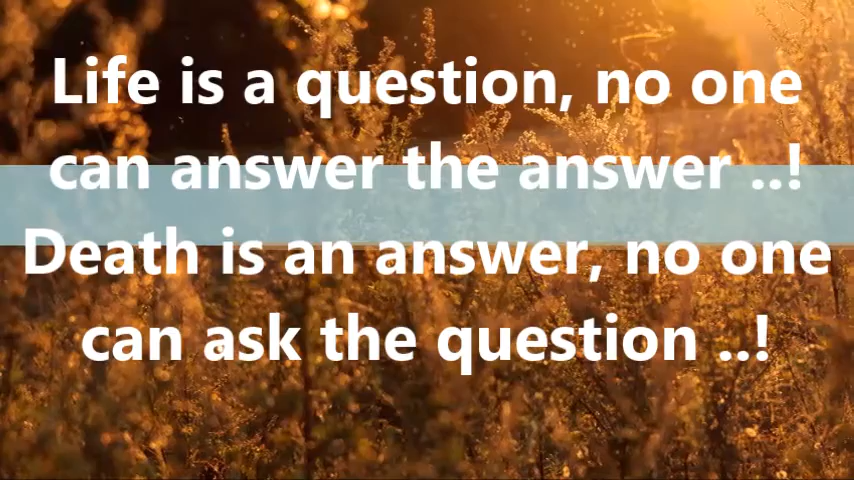 Life is a question, no one
can answer the answer ..!
Death is an answer, no one
can ask the question ..!